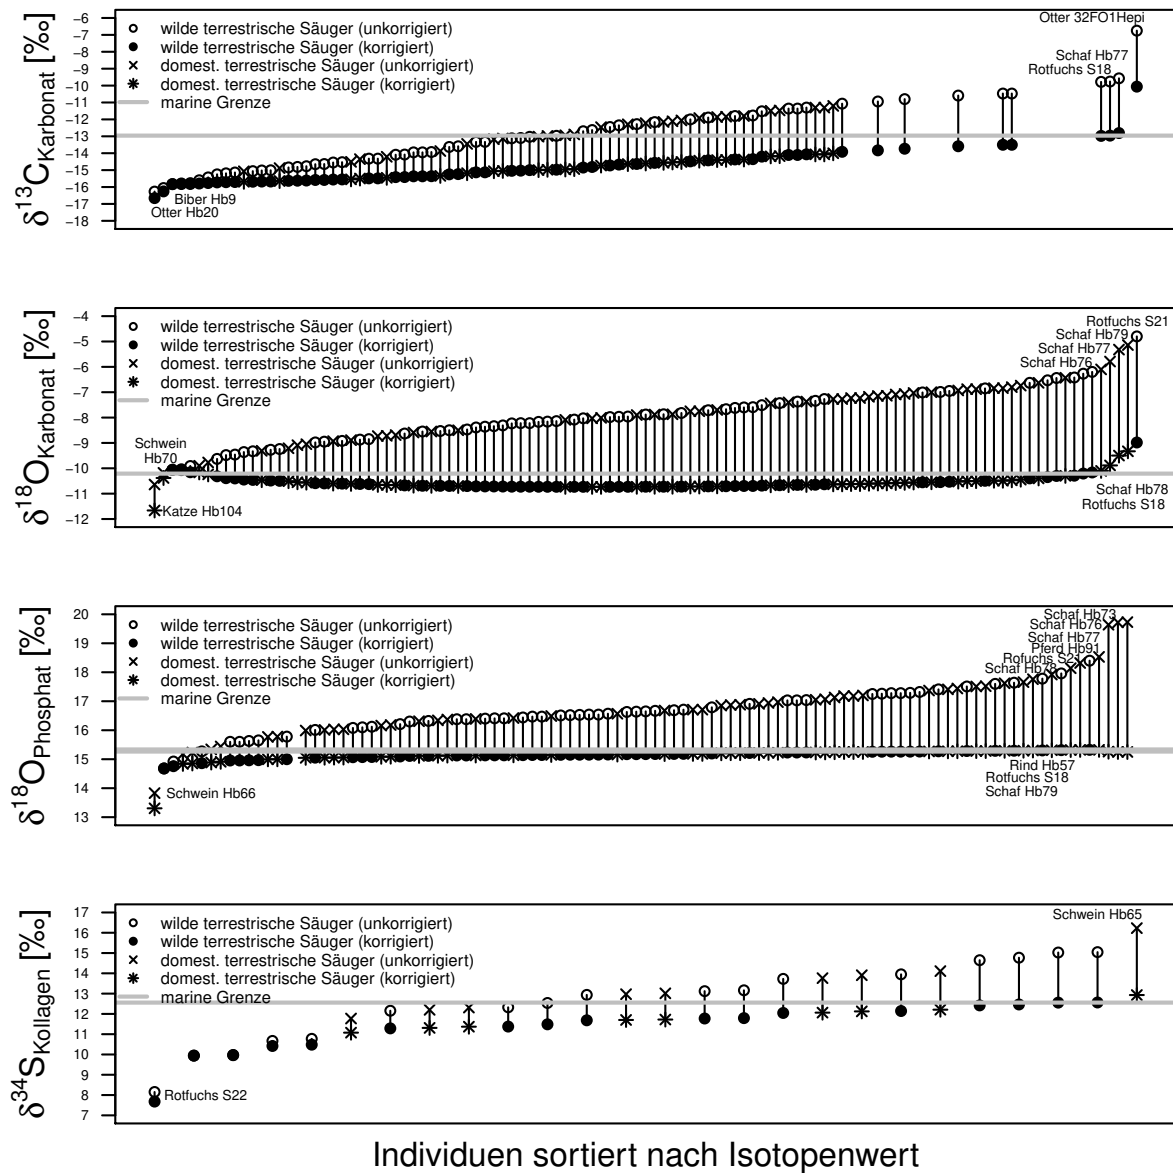 δ13CKarbonat [‰]
−6
−7
−8
−9
−10
−11
−12
−13
−14
−15
−16
−17
−18
wilde terrestrische Säuger (unkorrigiert)
wilde terrestrische Säuger (korrigiert)
domest. terrestrische Säuger (unkorrigiert)
domest. terrestrische Säuger (korrigiert)
marine Grenze
Otter 32FO1Hepi
Schaf Hb77
Rotfuchs S18
Biber Hb9
Otter Hb20
δ18OKarbonat [‰]
−4
−5
−6
−7
−8
−9
−10
−11
−12
wilde terrestrische Säuger (unkorrigiert)
wilde terrestrische Säuger (korrigiert)
domest. terrestrische Säuger (unkorrigiert)
domest. terrestrische Säuger (korrigiert)
marine Grenze
Rotfuchs S21
Schaf Hb79
Schaf Hb77
Schaf Hb76
Schwein
Hb70
Katze Hb104
Schaf Hb78
Rotfuchs S18
δ18OPhosphat [‰]
20
19
18
17
16
15
14
13
wilde terrestrische Säuger (unkorrigiert)
wilde terrestrische Säuger (korrigiert)
domest. terrestrische Säuger (unkorrigiert)
domest. terrestrische Säuger (korrigiert)
marine Grenze
Schaf Hb73
Schaf Hb76
Schaf Hb77
Pferd Hb91
Rofuchs S21
Schaf Hb78
Schwein Hb66
Rind Hb57
Rotfuchs S18
Schaf Hb79
δ34SKollagen [‰]
17
16
15
14
13
12
11
10
9
8
7
wilde terrestrische Säuger (unkorrigiert)
wilde terrestrische Säuger (korrigiert)
domest. terrestrische Säuger (unkorrigiert)
domest. terrestrische Säuger (korrigiert)
marine Grenze
Schwein Hb65
Rotfuchs S22
Individuen sortiert nach Isotopenwert